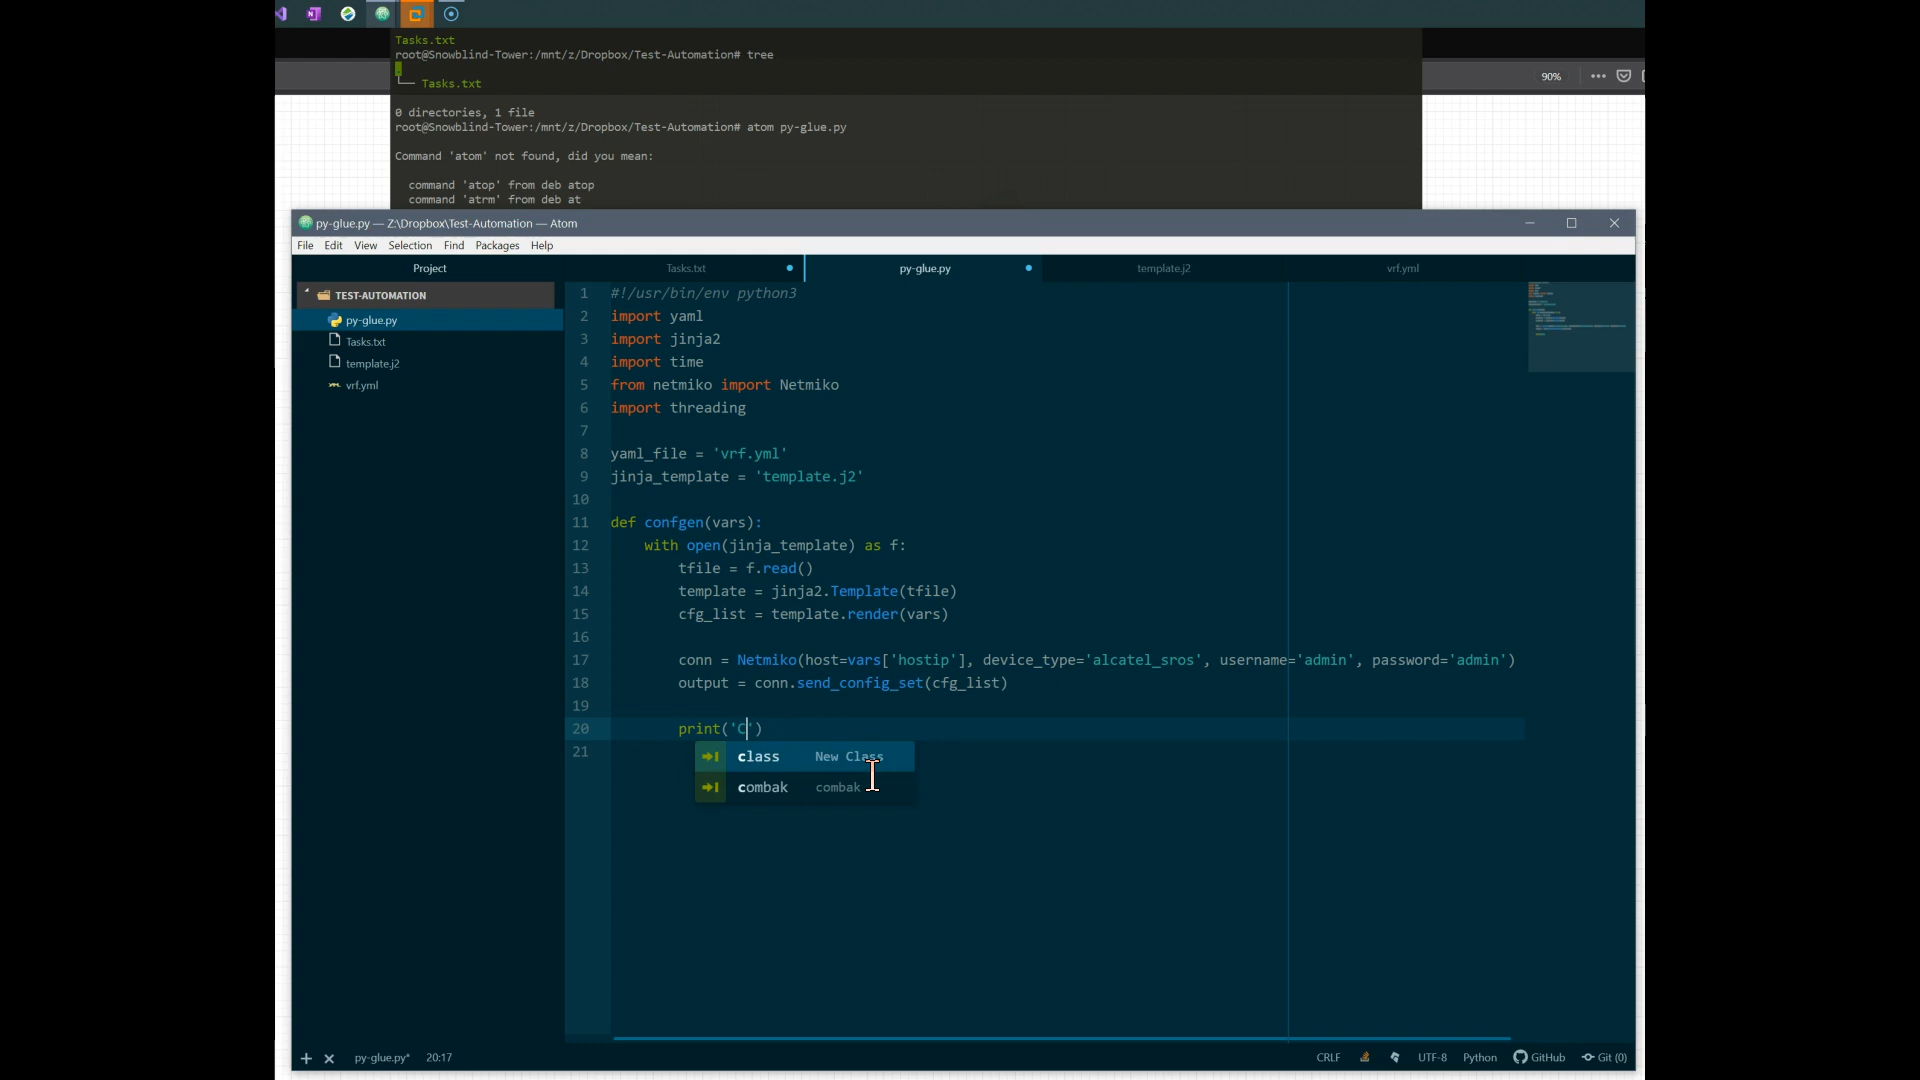 Tasks.txt
root@Snowblind-Tower:/mnt/z/Dropbox/Test-Automation# tree
.
└── Tasks.txt
0 directories, 1 file
root@Snowblind-Tower:/mnt/z/Dropbox/Test-Automation# atom py-glue.py
Command 'atom' not found, did you mean:
command 'atop' from deb atop
command 'atrm' from deb at
90%
py-glue.py — Z:\Dropbox\Test-Automation — Atom
File Edit View Selection Find Packages Help
Project
Tasks.txt py-glue.py template.j2 vrf.yml
TEST-AUTOMATION
py-glue.py
Tasks.txt
template.j2
vrf.yml
1 #!/usr/bin/env python3
2 import yaml
3 import jinja2
4 import time
5 from netmiko import Netmiko
6 import threading
7
8 yaml_file = 'vrf.yml'
9 jinja_template = 'template.j2'
10
11 def confgen(vars):
12 with open(jinja_template) as f:
13 tfile = f.read()
14 template = jinja2.Template(tfile)
15 cfg_list = template.render(vars)
16
17 conn = Netmiko(host=vars['hostip'], device_type='alcatel_sros', username='admin', password='admin')
18 output = conn.send_config_set(cfg_list)
19
20 print('C')
21
class New Class
combak combak
py-glue.py* 20:17 CRLF UTF-8 Python GitHub Git (0)